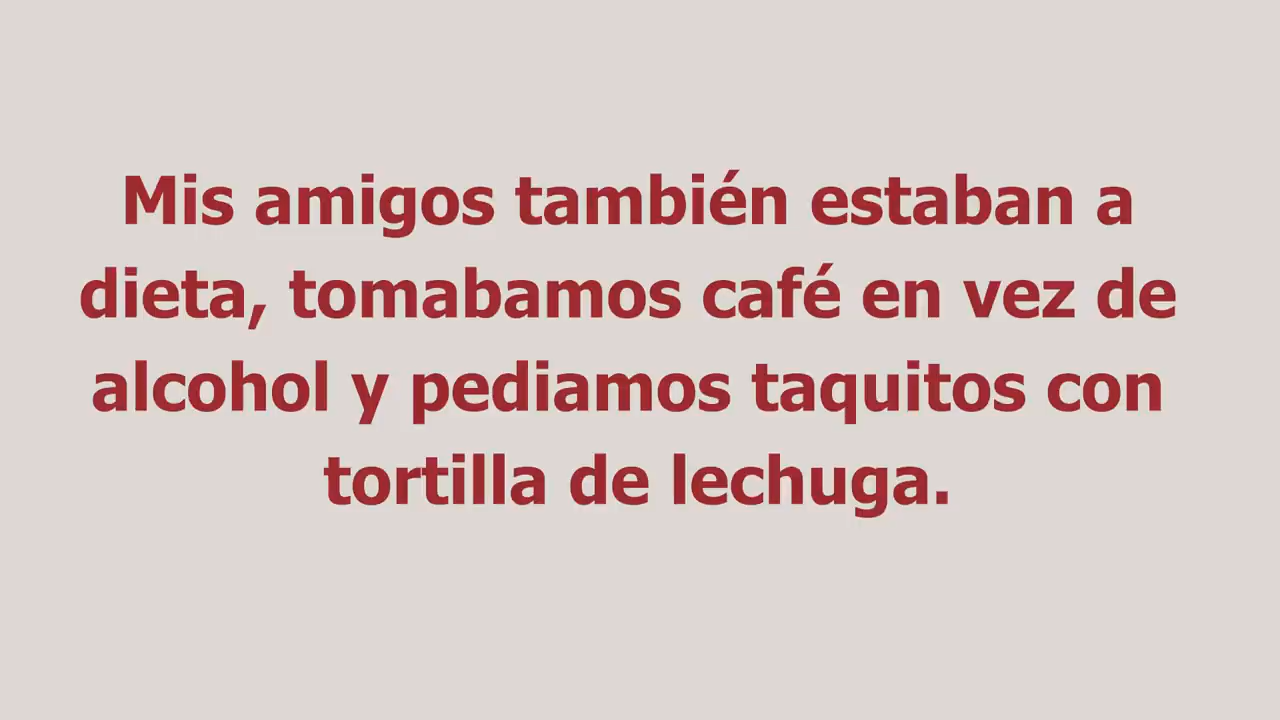 Mis amigos también estaban a
dieta, tomabamos café en vez de
alcohol y pediamos taquitos con
tortilla de lechuga.